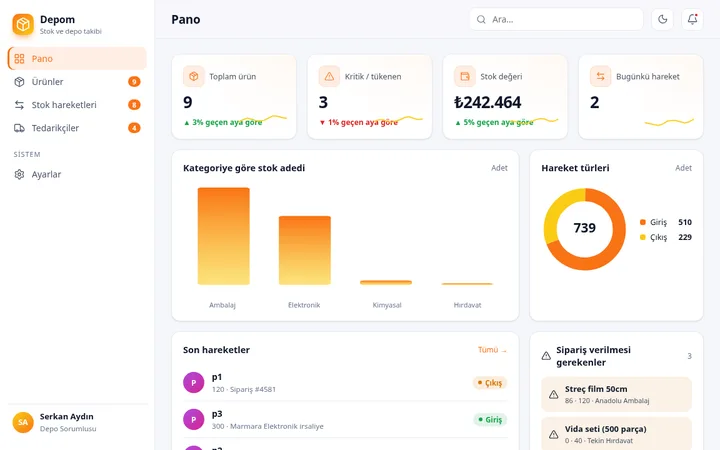 Depom
Stok ve depo takibi
Pano
Ürünler
9
Stok hareketleri
8
Tedarikçiler
4
SİSTEM
Ayarlar
SA
Serkan Aydın
Depo Sorumlusu
Pano
Ara...
Toplam ürün
9
▲ 3% geçen aya göre
Kritik / tükenen
3
▼ 1% geçen aya göre
Stok değeri
₺242.464
▲ 5% geçen aya göre
Bugünkü hareket
2
Kategoriye göre stok adedi
Adet
Ambalaj
Elektronik
Kimyasal
Hırdavat
Hareket türleri
Adet
739
Giriş 510
Çıkış 229
Son hareketler
Tümü →
P
p1
120 · Sipariş #4581
Çıkış
P
p3
300 · Marmara Elektronik irsaliye
Giriş
Sipariş verilmesi
gerekenler
3
Streç film 50cm
86 · 120 · Anadolu Ambalaj
Vida seti (500 parça)
0 · 40 · Tekin Hırdavat